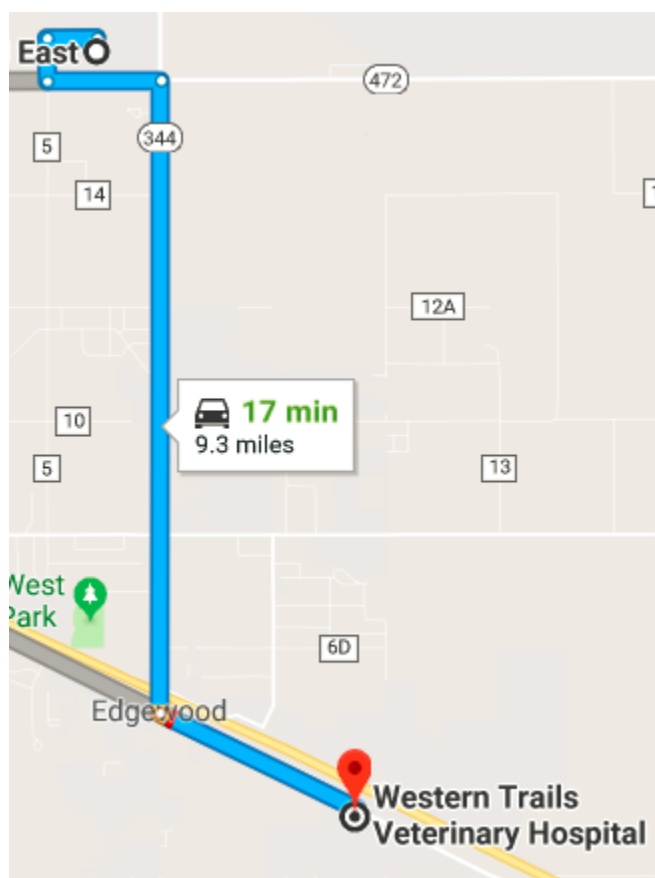 East
472
344
5
14
12A
17 min
9.3 miles
10
5
13
West
Park
6D
Edgewood
Western Trails
Veterinary Hospital